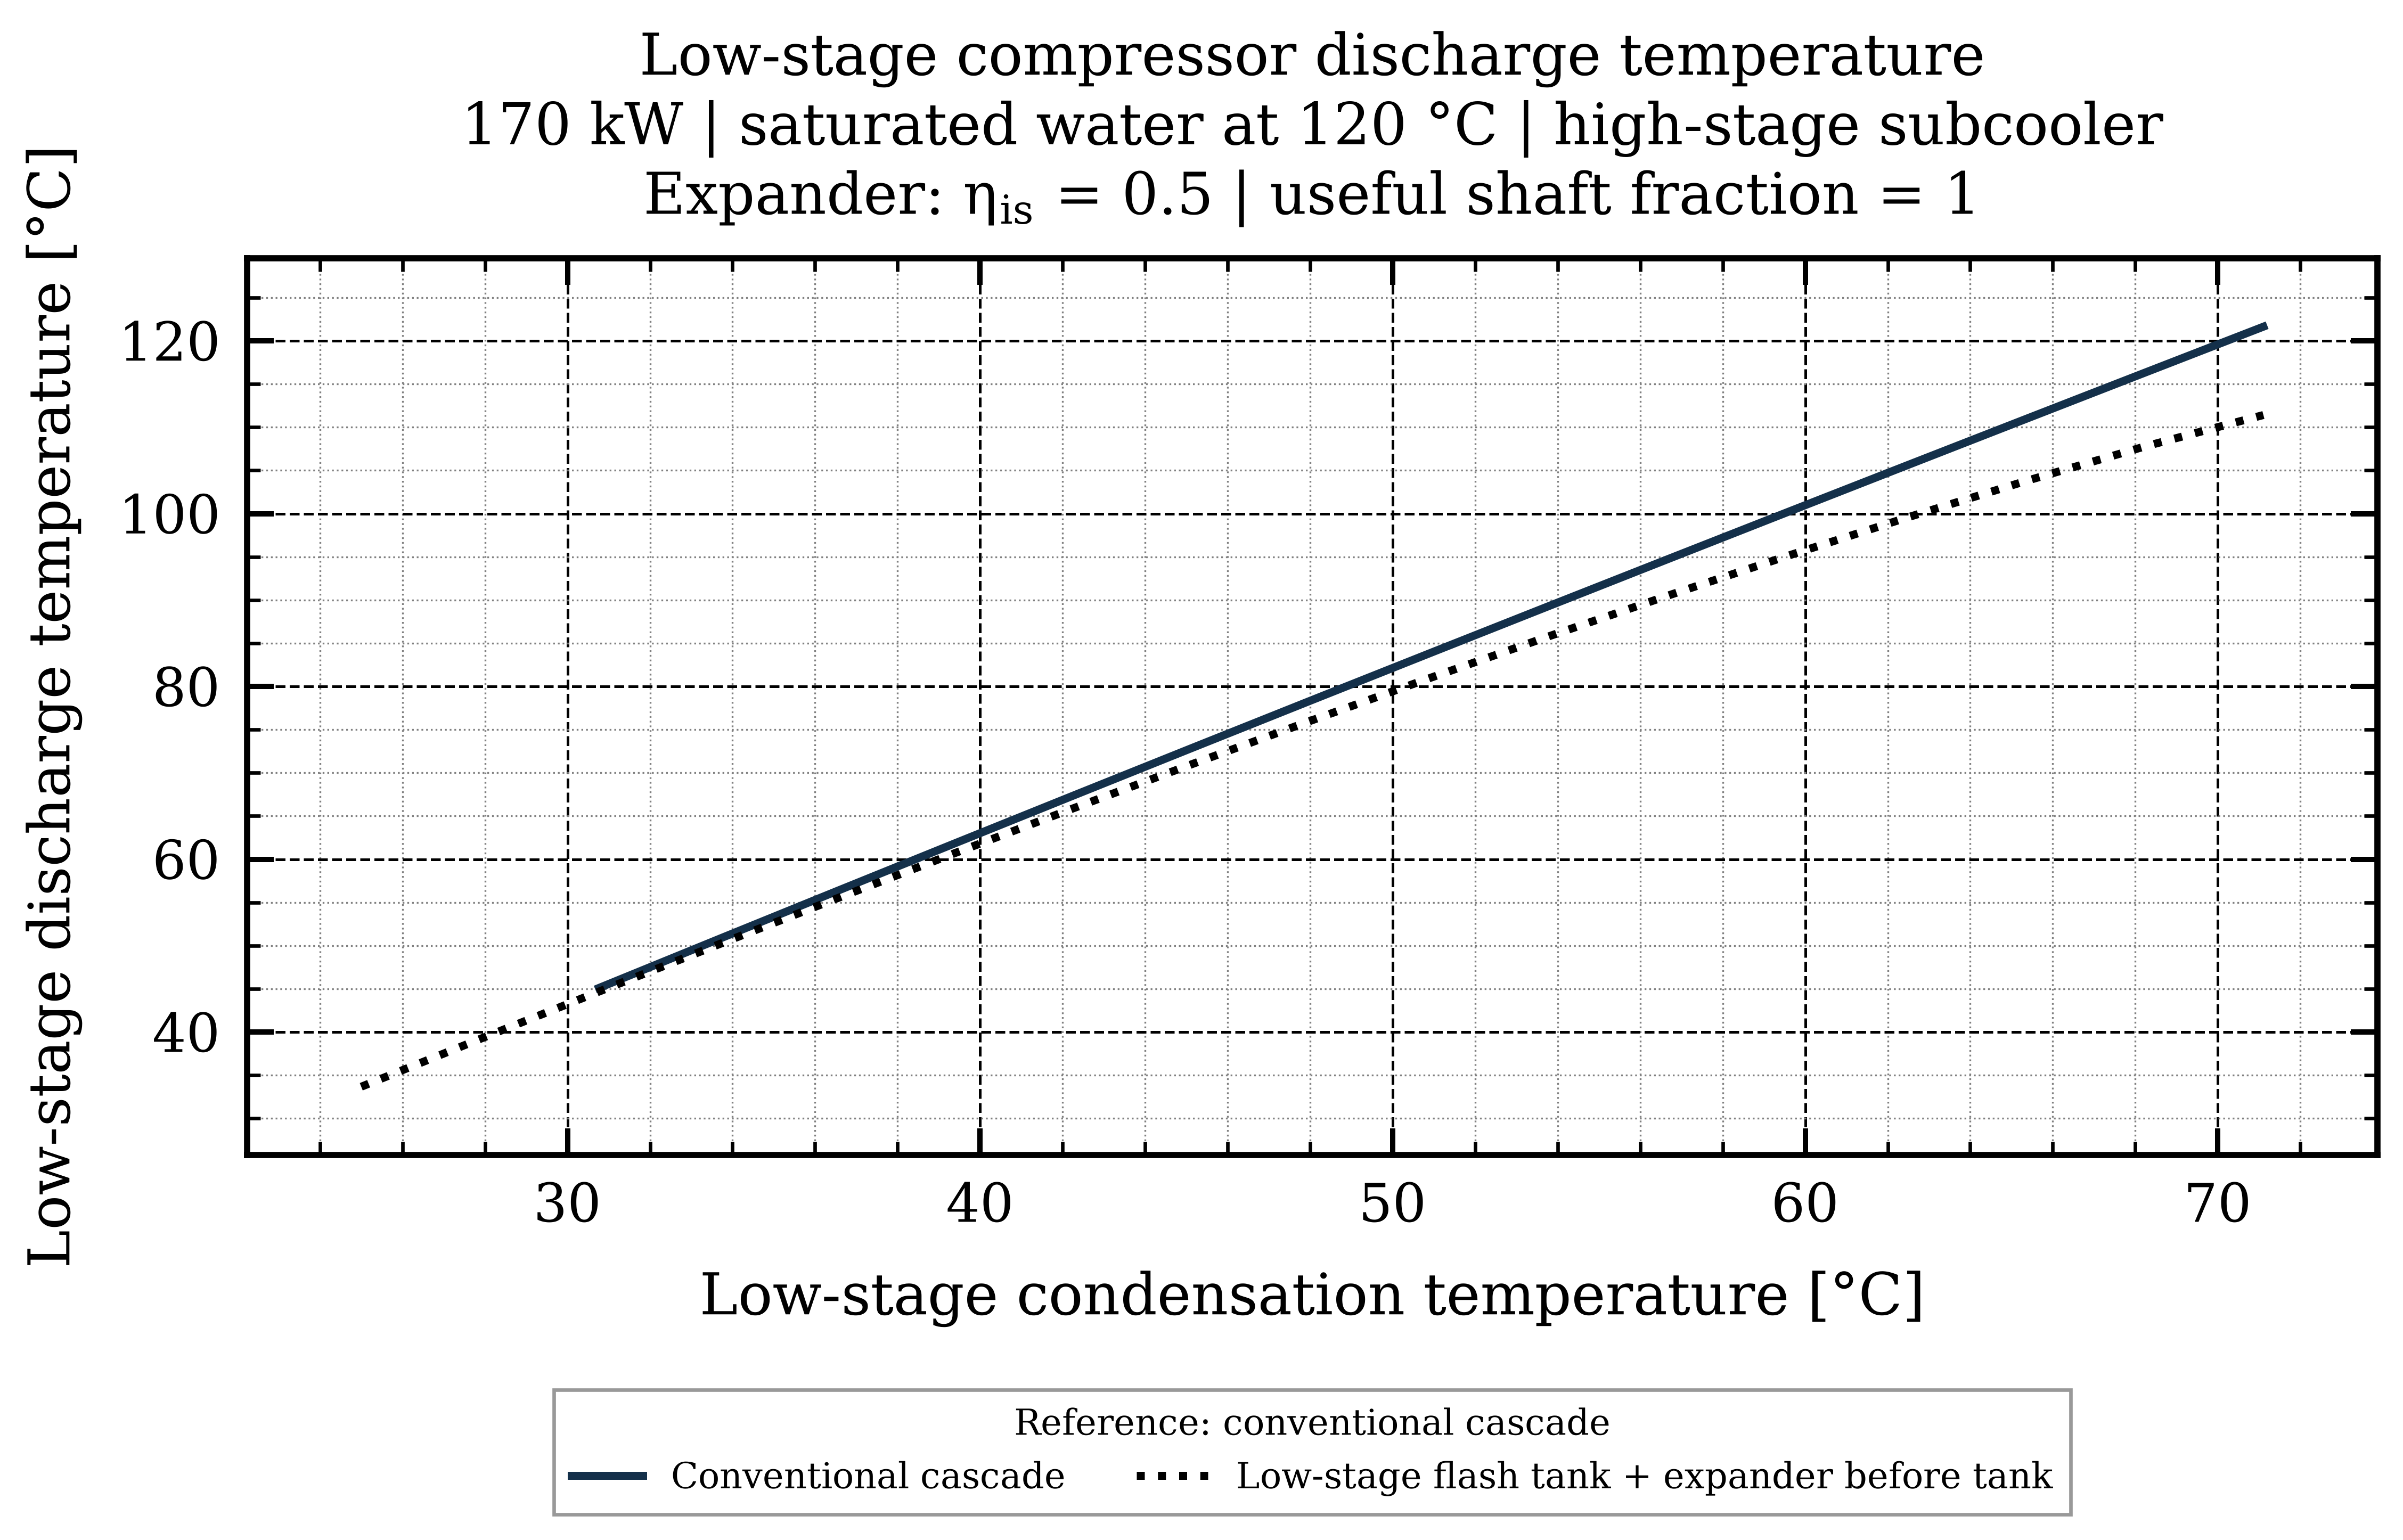 Low-stage compressor discharge temperature
170 kW | saturated water at 120 °C | high-stage subcooler
Expander: ηis = 0.5 | useful shaft fraction = 1
Low-stage discharge temperature [°C]
120
100
80
60
40
30 40 50 60 70
Low-stage condensation temperature [°C]
Reference: conventional cascade
Conventional cascade Low-stage flash tank + expander before tank